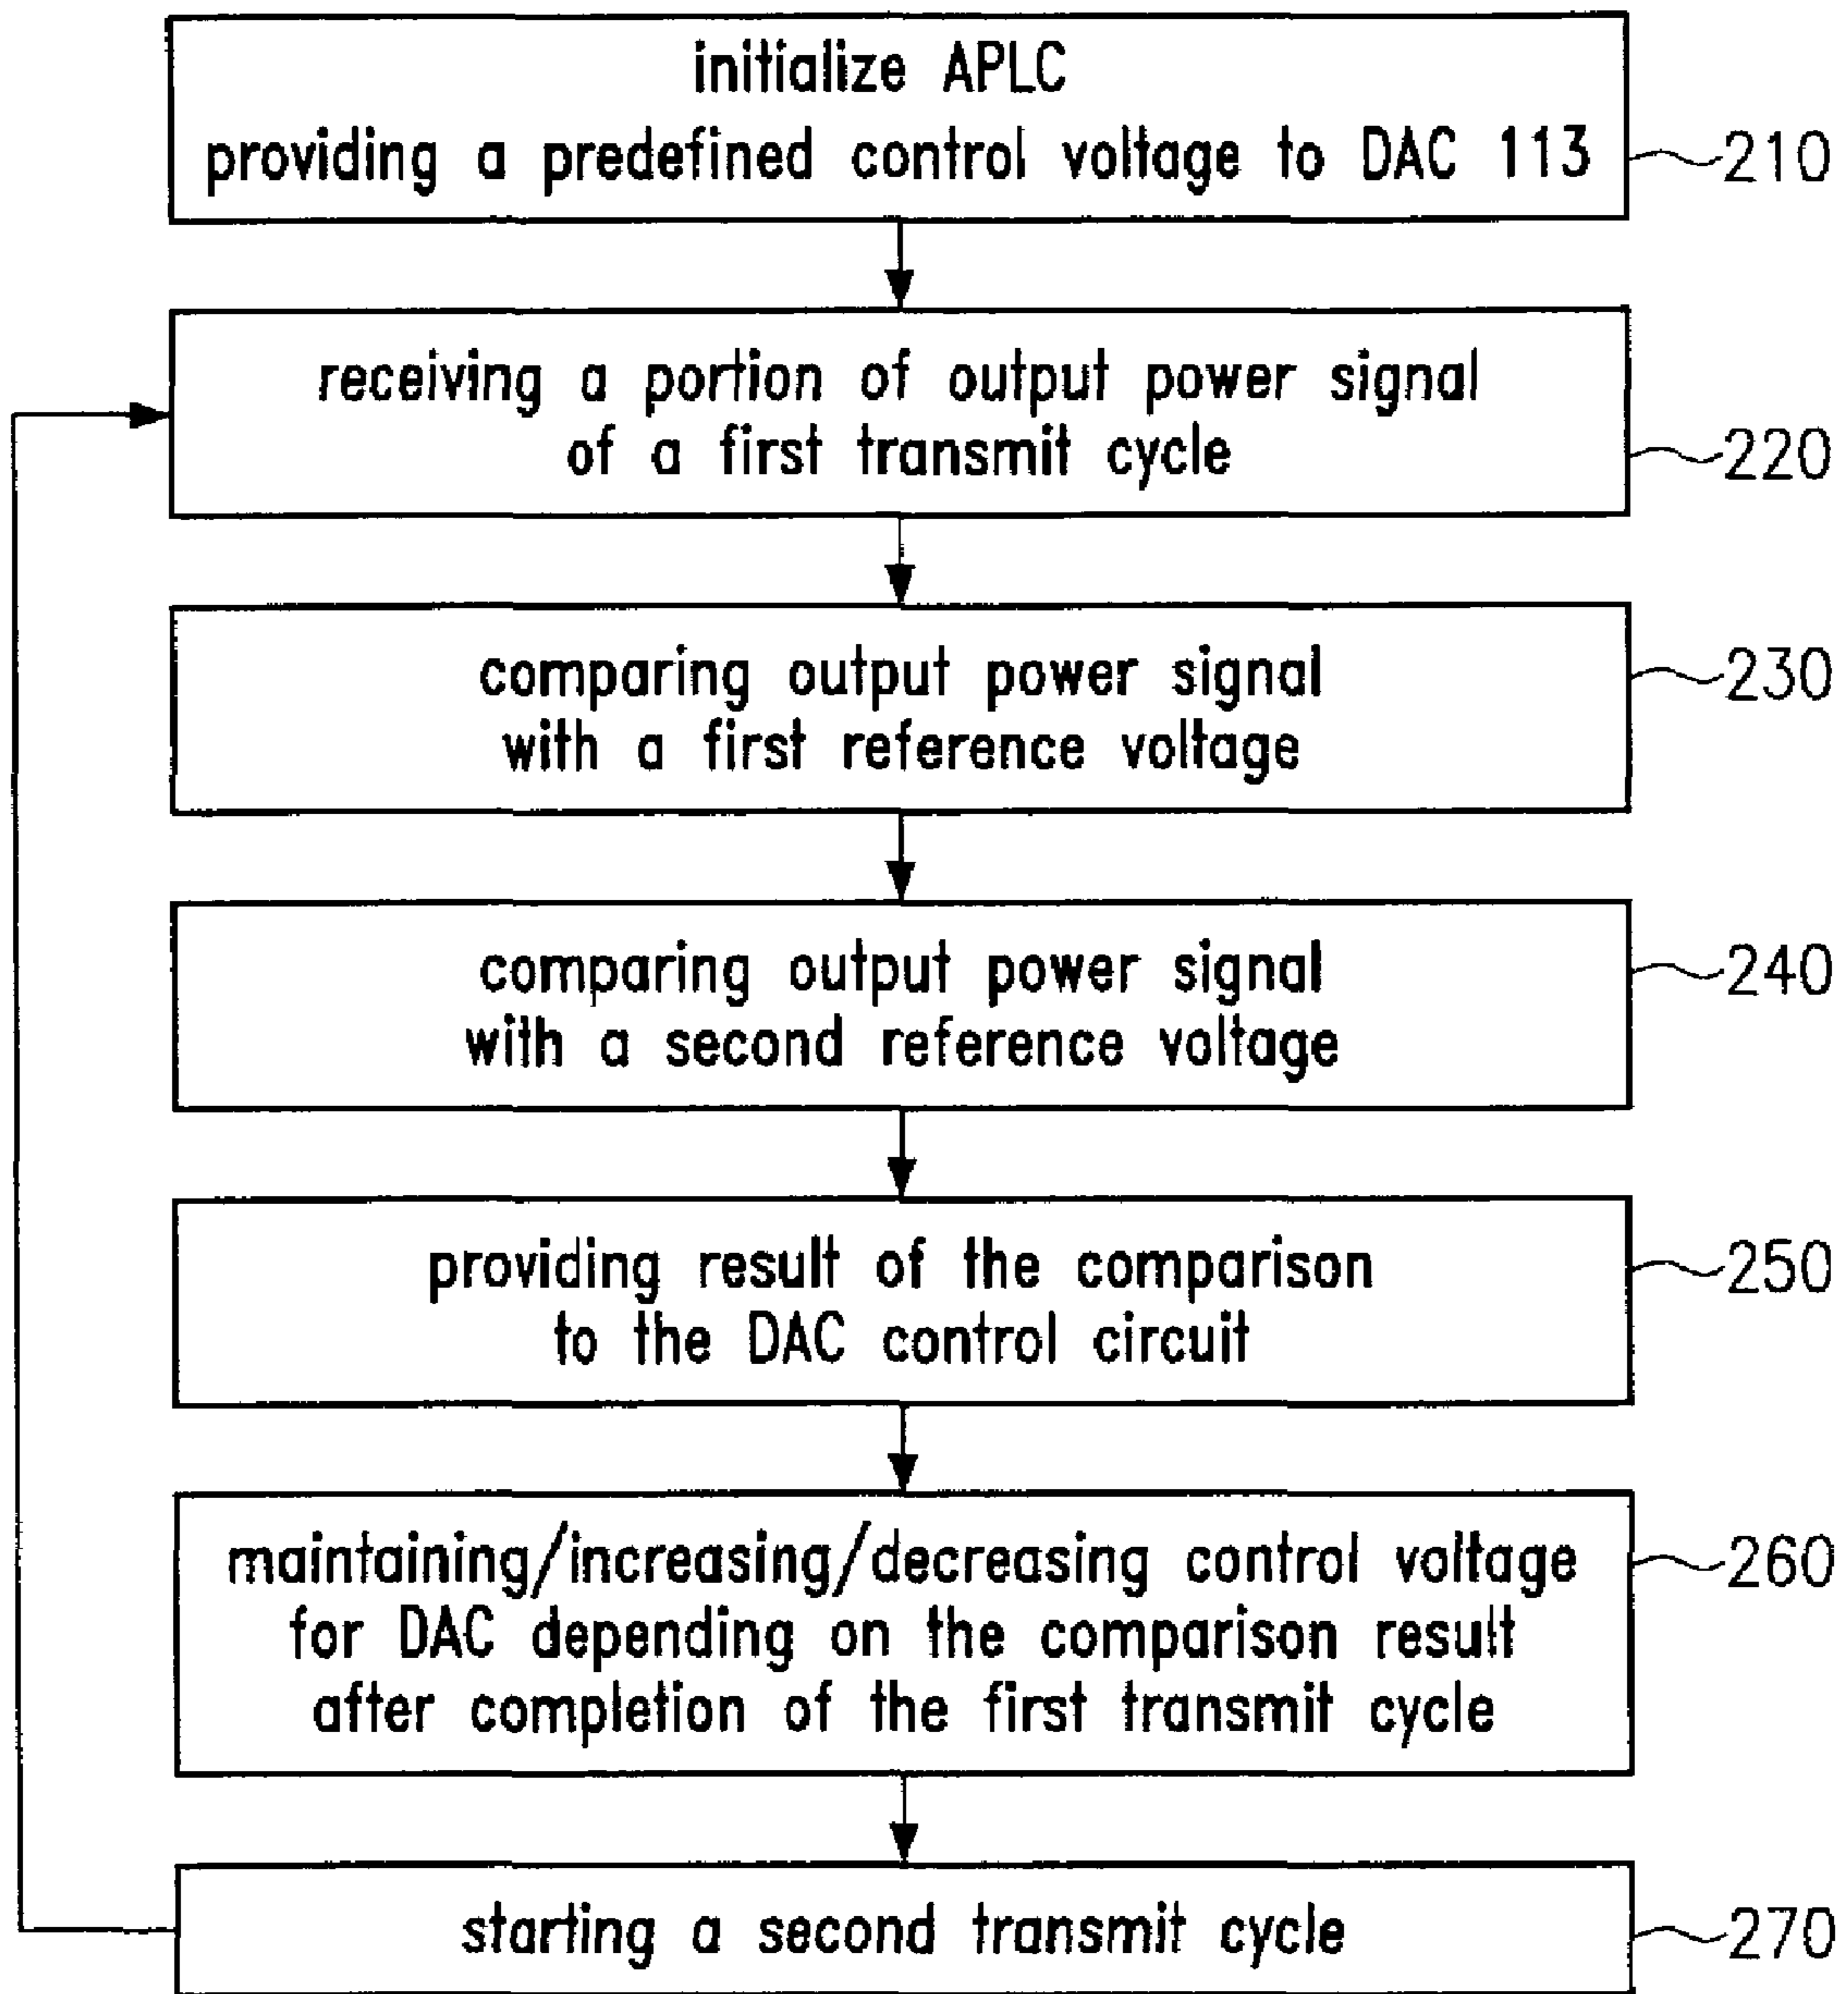 initialize APLC
providing a predefined control voltage to DAC 113
210
receiving a portion of output power signal
of a first transmit cycle
220
comparing output power signal
with a first reference voltage
230
comparing output power signal
with a second reference voltage
240
providing result of the comparison
to the DAC control circuit
250
maintaining/increasing/decreasing control voltage
for DAC depending on the comparison result
after completion of the first transmit cycle
260
starting a second transmit cycle
270